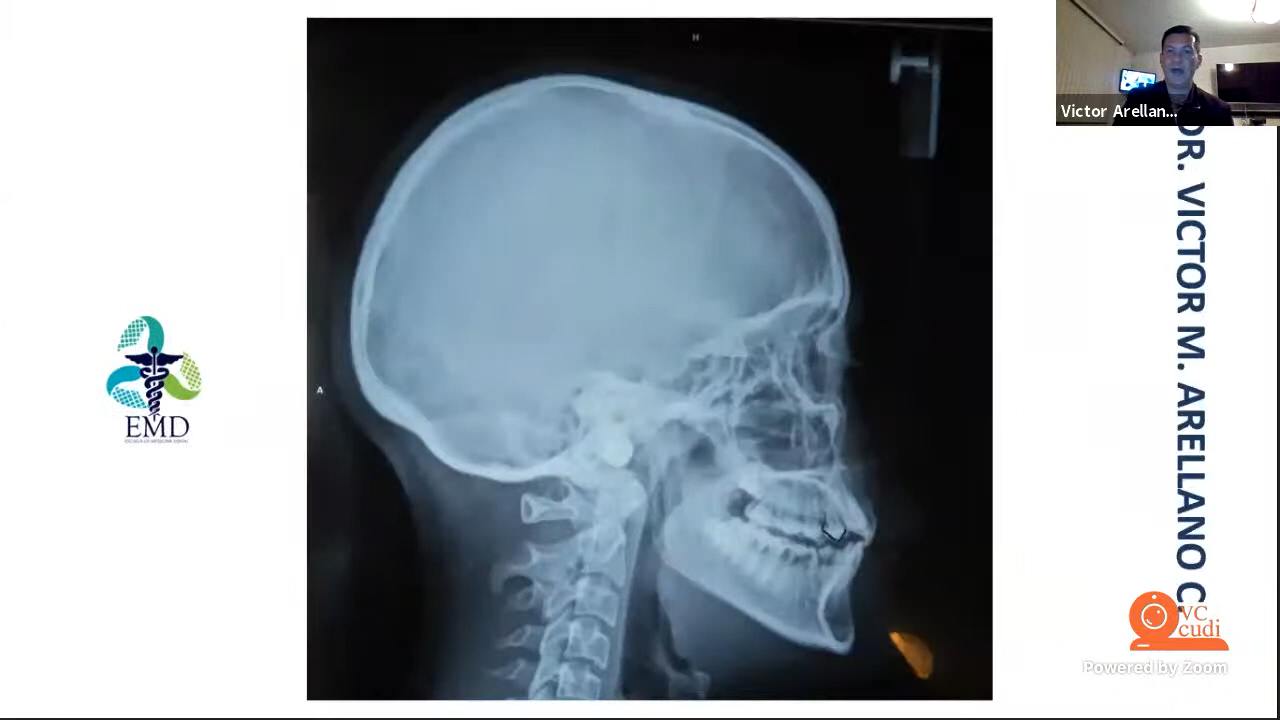 H
A
EMD
Victor Arellan...
DR. VICTOR M. ARELLANO C.
VC
cudi
Powered by Zoom